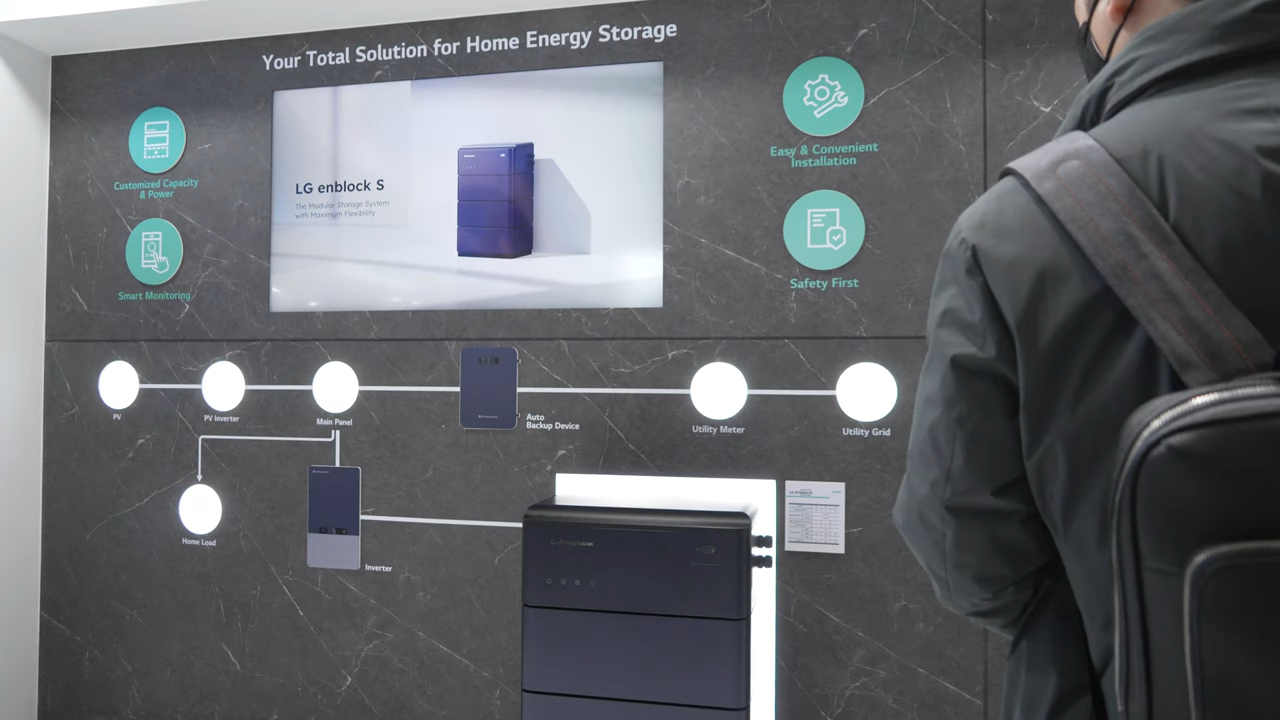 Your Total Solution for Home Energy Storage
Customized Capacity
& Power
Smart Monitoring
LG enblock S
The Modular Storage System
with Maximum Flexibility
Easy & Convenient
Installation
Safety First
PV
PV Inverter
Main Panel
Auto
Backup Device
Utility Meter
Utility Grid
Home Load
Inverter